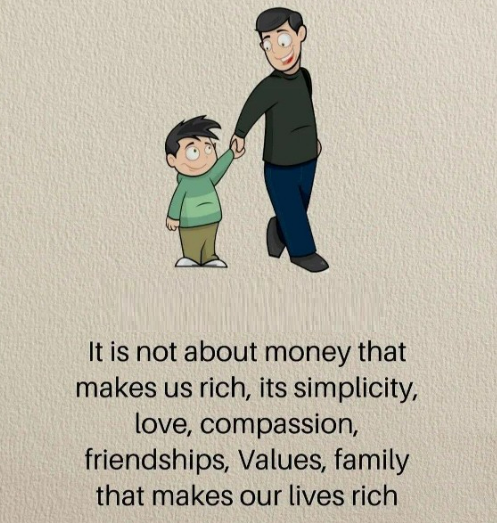 It is not about money that
makes us rich, its simplicity,
love, compassion,
friendships, Values, family
that makes our lives rich